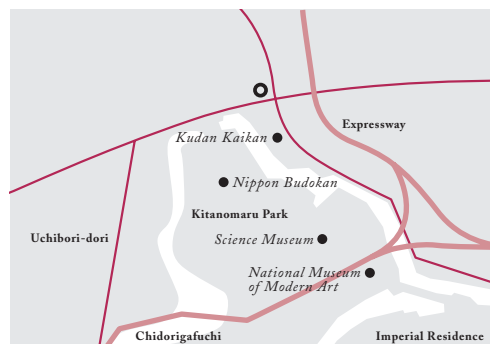 Expressway
Kudan Kaikan
Nippon Budokan
Kitanomaru Park
Uchibori-dori
Science Museum
National Museum
of Modern Art
Chidorigafuchi
Imperial Residence